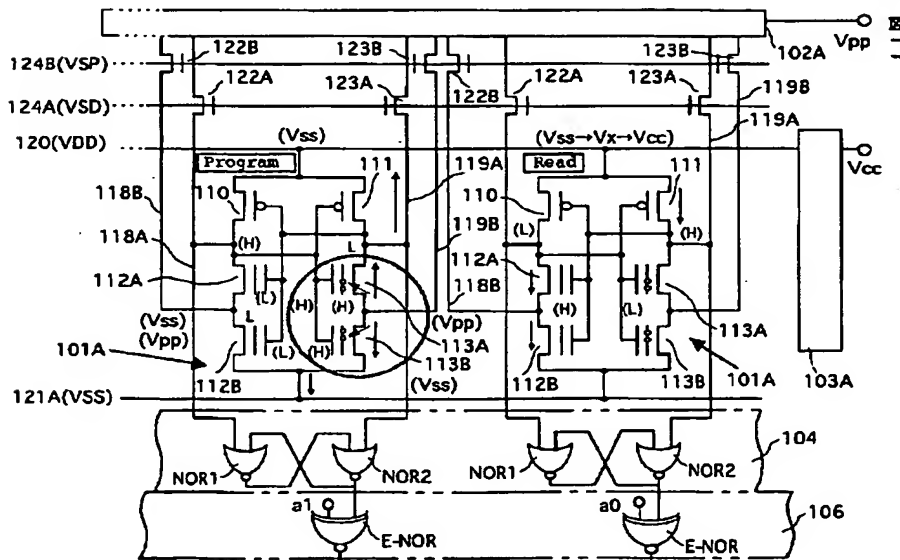 Vpp
102A
122B
123B
123B
124B(VSP)
122A
122B
122A
123A
123A
119B
124A(VSD)
119A
120(VDD)
(Vss)
(Vss→Vx→Vcc)
Vcc
Program
111
119A
Read
111
118B
110
119B
110
118A
(H)
L
(L)
(H)
112A
(L)
(H)
(H)
112A
(H)
(L)
118B
(Vss)
L
(Vpp)
113A
113A
(Vpp)
(L)
(H)
113B
101A
112B
(Vss)
112B
113B
101A
103A
121A(VSS)
104
NOR1
NOR2
NOR1
NOR2
a1
a0
106
E-NOR
E-NOR